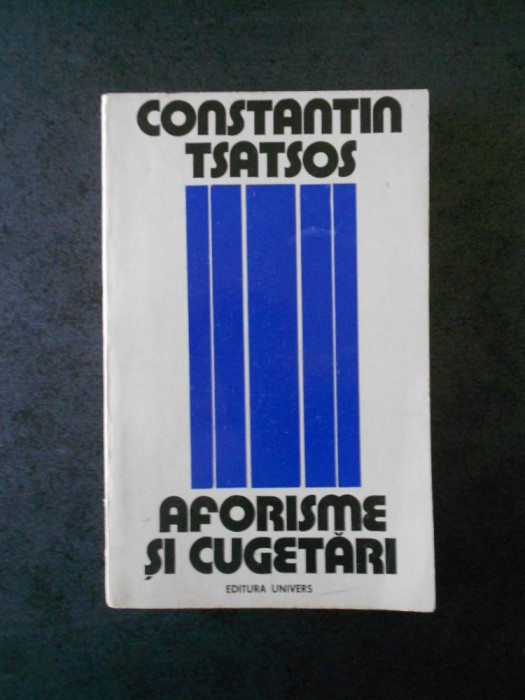 CONSTANTIN
TSATSOS
AFORISME
ȘI CUGETĂRI
EDITURA UNIVERS